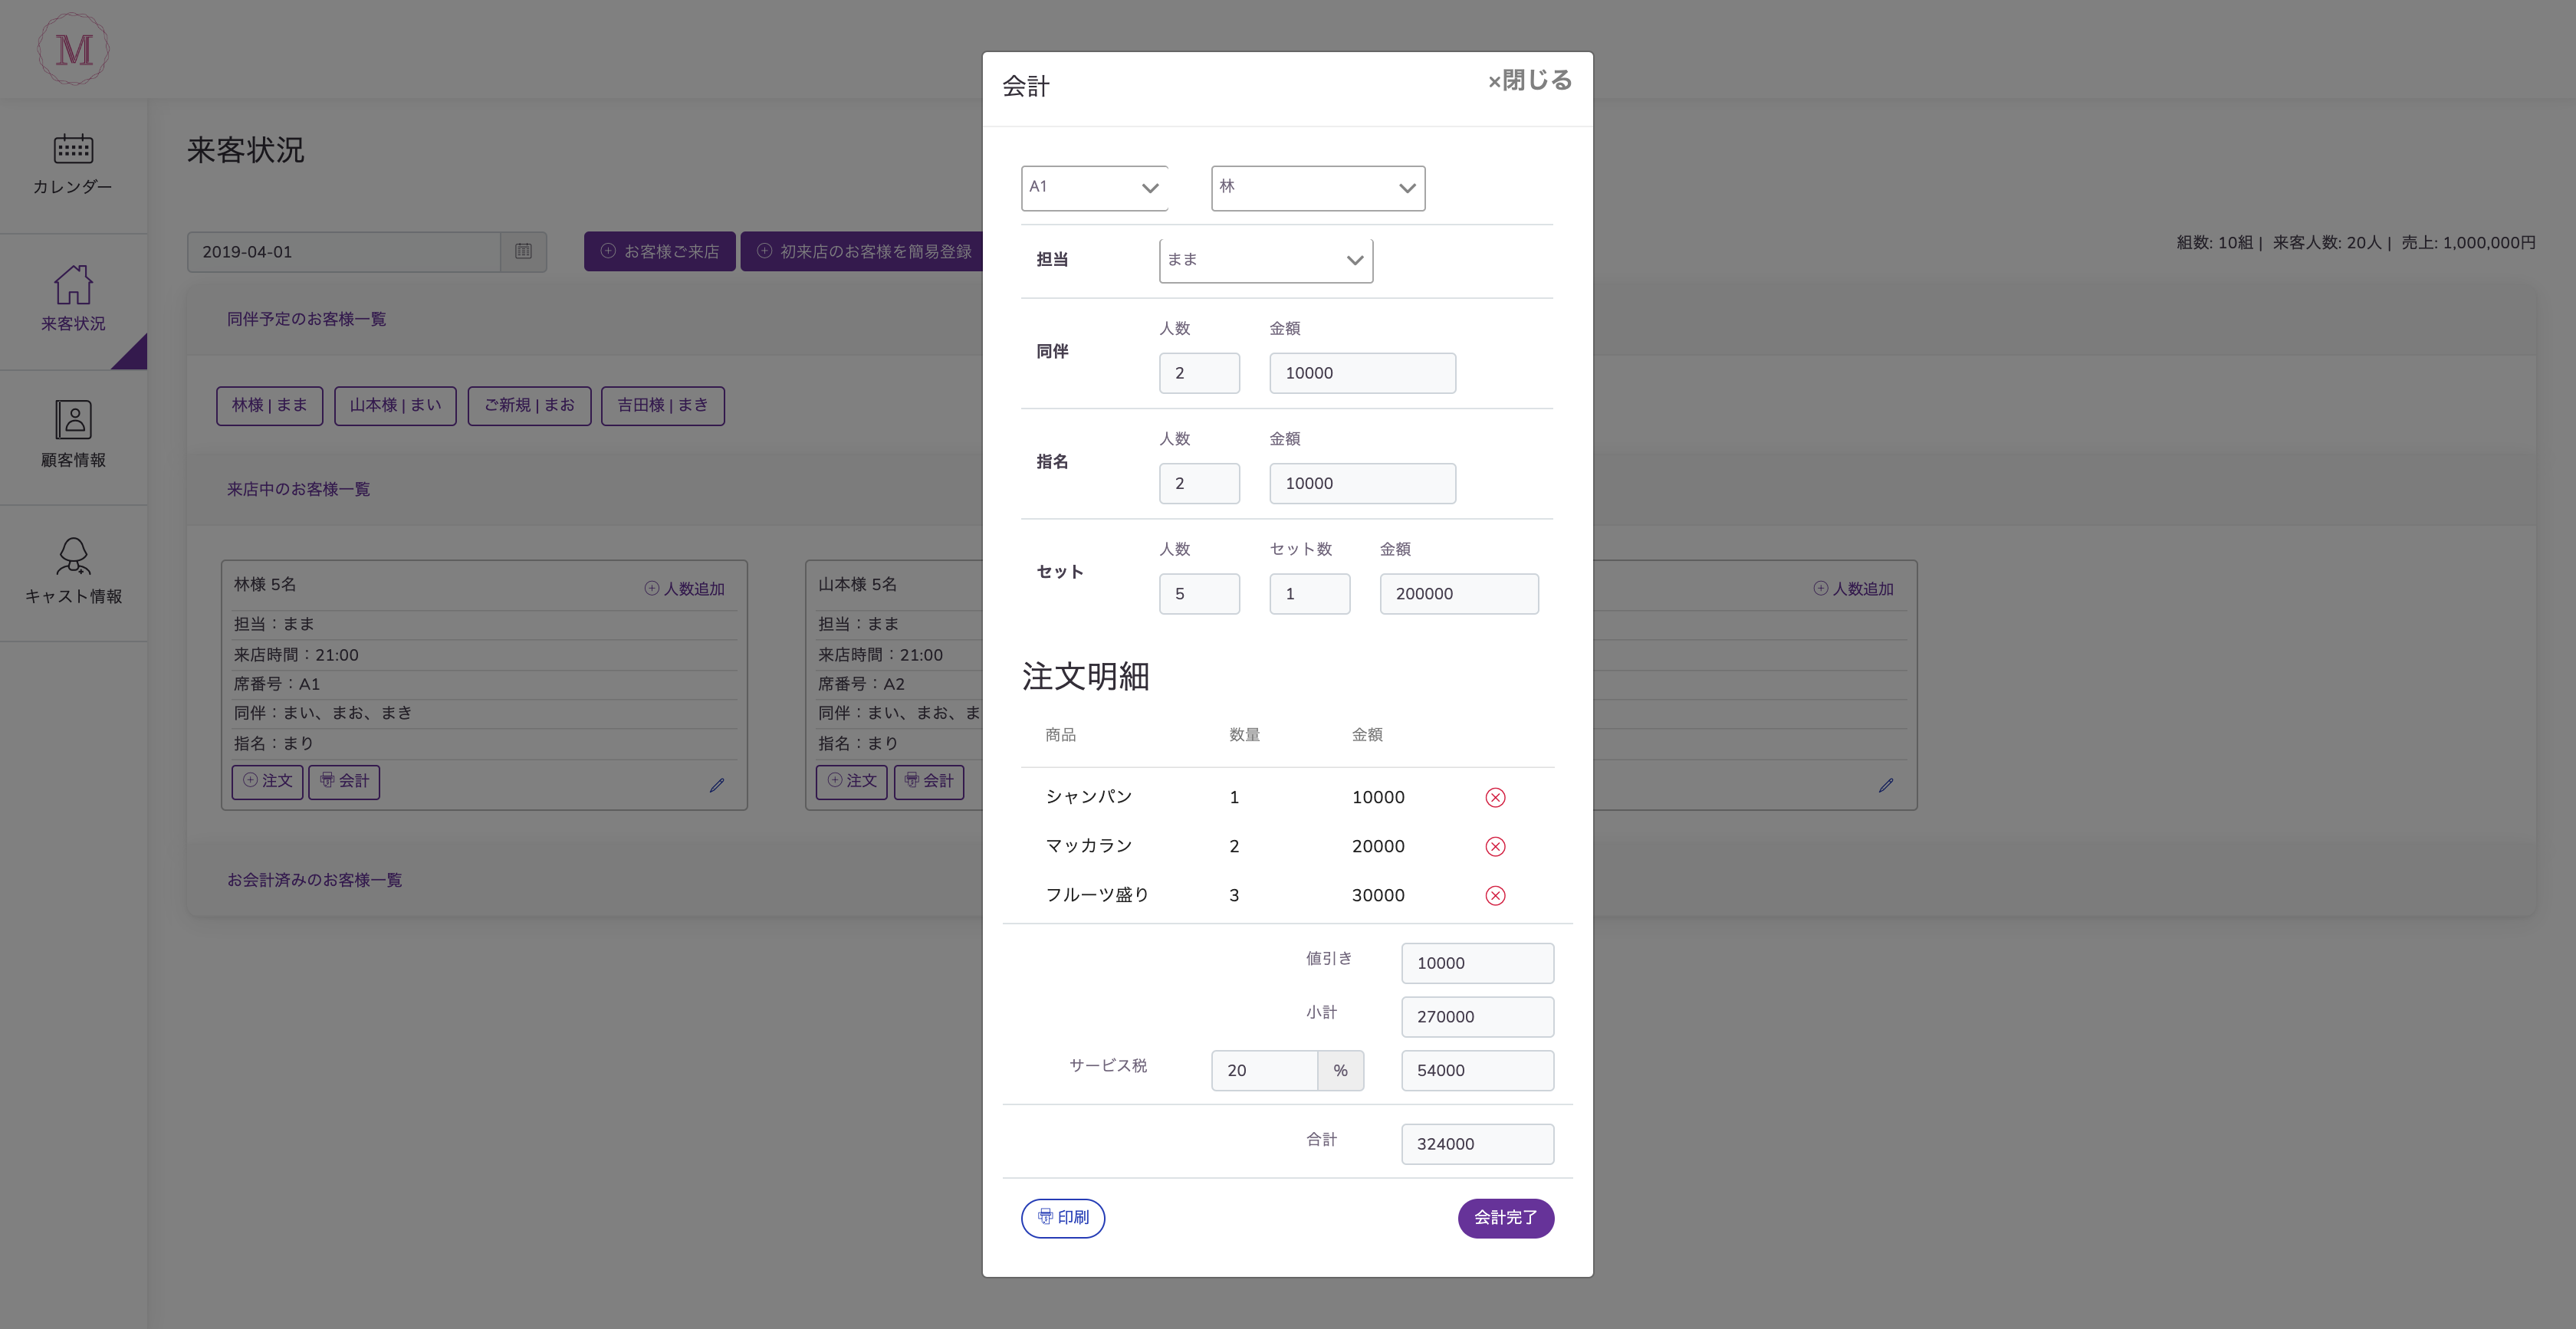 M
カレンダー
来客状況
顧客情報
キャスト情報
来客状況
2019-04-01
お客様ご来店
初来店のお客様を簡易登録
組数: 10組 | 来客人数: 20人 | 売上: 1,000,000円
同伴予定のお客様一覧
林様 | まま
山本様 | まい
ご新規 | まお
吉田様 | まき
来店中のお客様一覧
林様 5名
人数追加
担当：まま
来店時間：21:00
席番号：A1
同伴：まい、まお、まき
指名：まり
注文
会計
山本様 5名
担当：まま
来店時間：21:00
席番号：A2
同伴：まい、まお、ま
指名：まり
注文
会計
人数追加
お会計済みのお客様一覧
会計
×閉じる
A1
林
担当
まま
同伴
人数 金額
2 10000
指名
人数 金額
2 10000
セット
人数 セット数 金額
5 1 200000
注文明細
商品 数量 金額
シャンパン 1 10000
マッカラン 2 20000
フルーツ盛り 3 30000
値引き 10000
小計 270000
サービス税 20 % 54000
合計 324000
印刷
会計完了